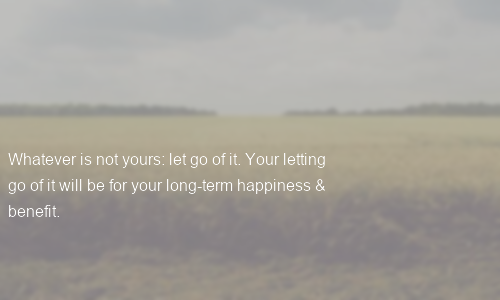 Whatever is not yours: let go of it. Your letting
go of it will be for your long-term happiness &
benefit.